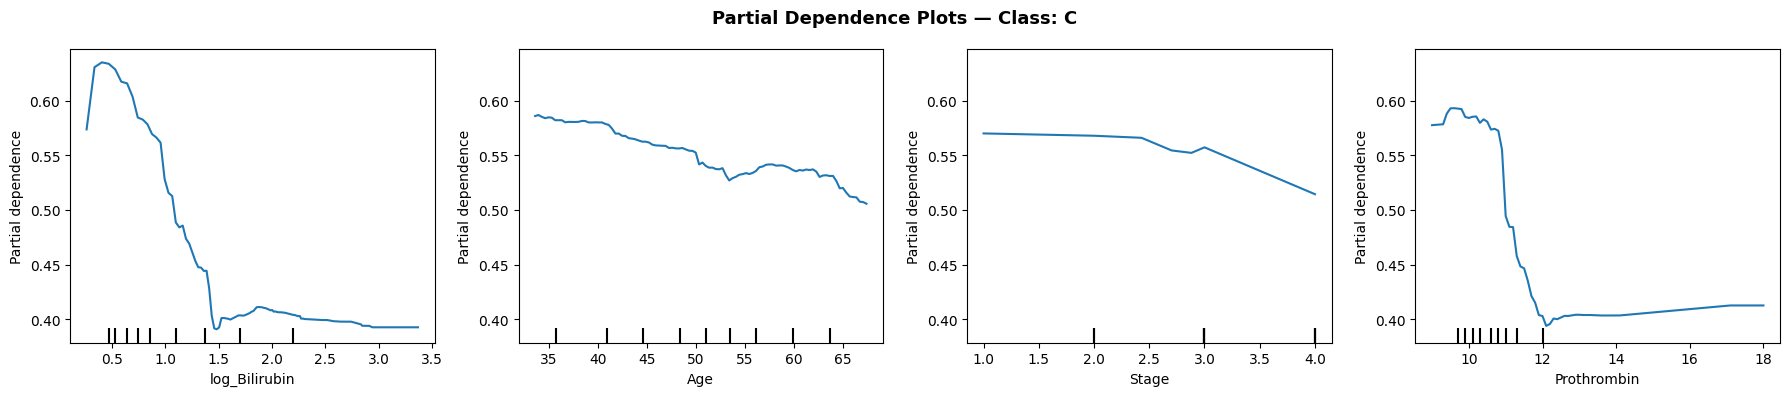 Partial Dependence Plots — Class: C
Partial dependence
0.60
0.55
0.50
0.45
0.40
0.5 1.0 1.5 2.0 2.5 3.0 3.5
log_Bilirubin
Partial dependence
0.60
0.55
0.50
0.45
0.40
35 40 45 50 55 60 65
Age
Partial dependence
0.60
0.55
0.50
0.45
0.40
1.0 1.5 2.0 2.5 3.0 3.5 4.0
Stage
Partial dependence
0.60
0.55
0.50
0.45
0.40
10 12 14 16 18
Prothrombin